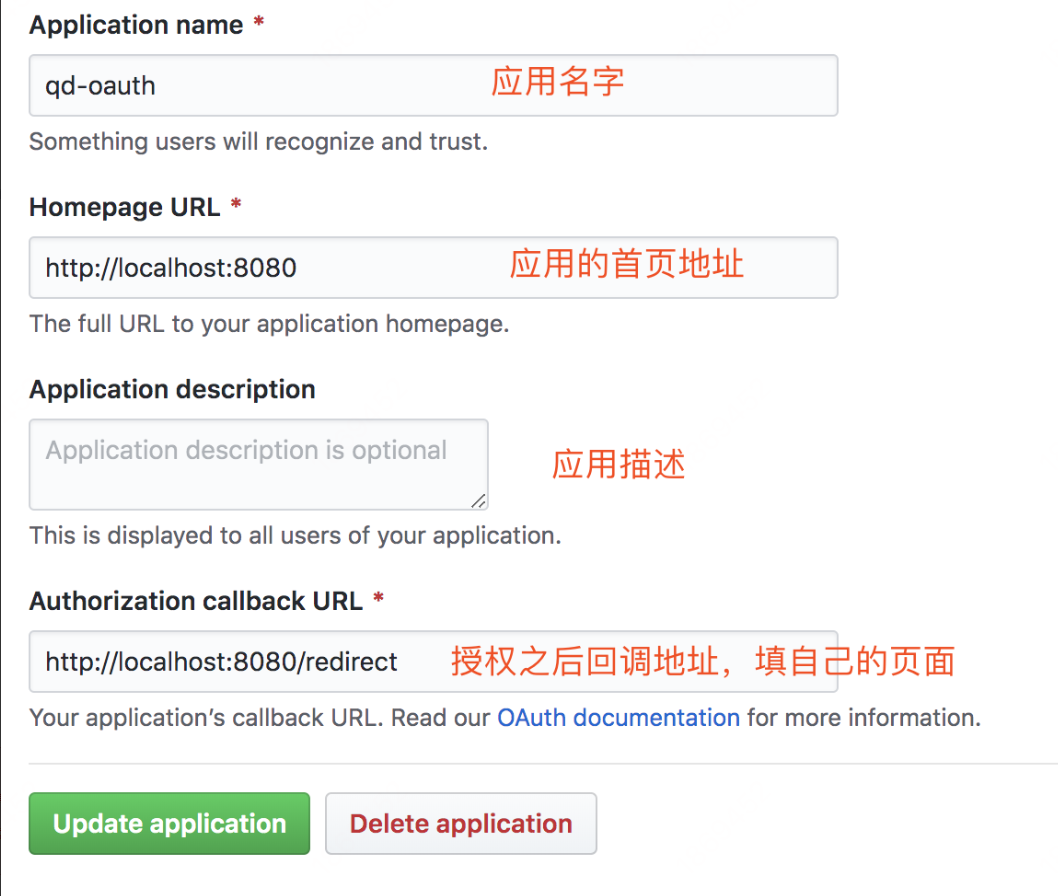 Application name *
qd-oauth 应用名字
Something users will recognize and trust.
Homepage URL *
http://localhost:8080 应用的首页地址
The full URL to your application homepage.
Application description
Application description is optional 应用描述
This is displayed to all users of your application.
Authorization callback URL *
http://localhost:8080/redirect 授权之后回调地址，填自己的页面
Your application’s callback URL. Read our OAuth documentation for more information.
Update application Delete application